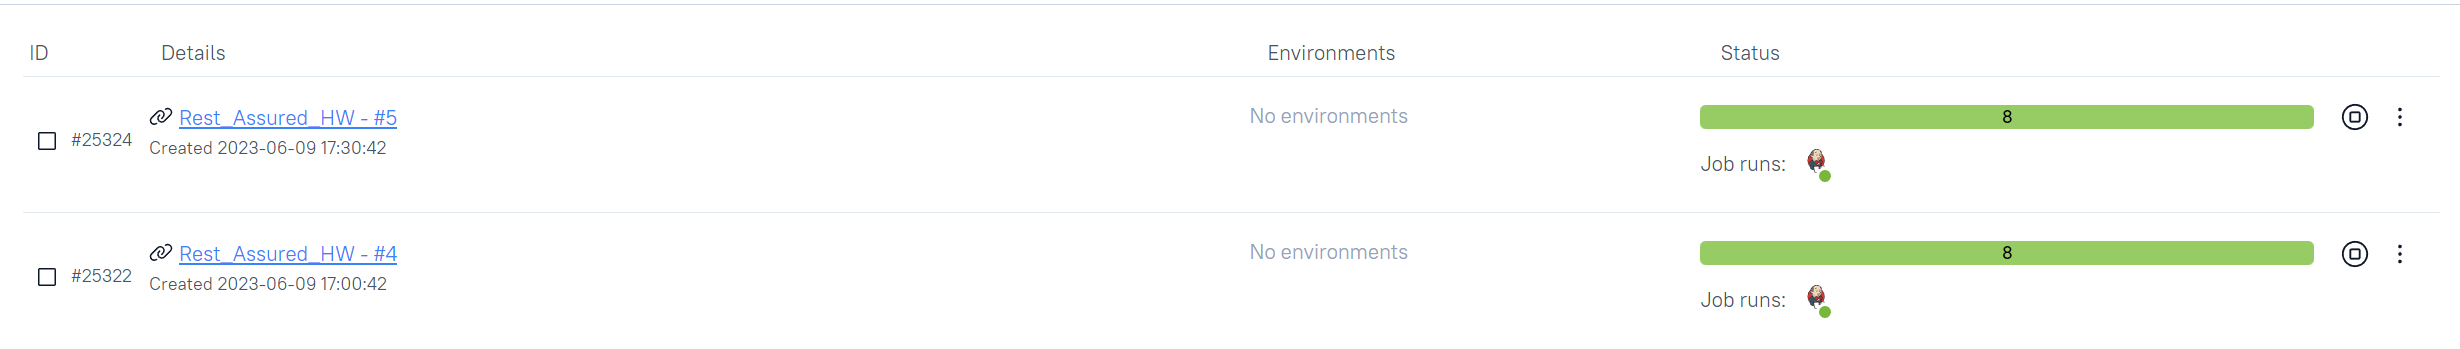 ID Details Environments Status
Rest_Assured_HW - #5 No environments 8
#25324
Created 2023-06-09 17:30:42
Job runs:
Rest_Assured_HW - #4 No environments 8
#25322
Created 2023-06-09 17:00:42
Job runs: